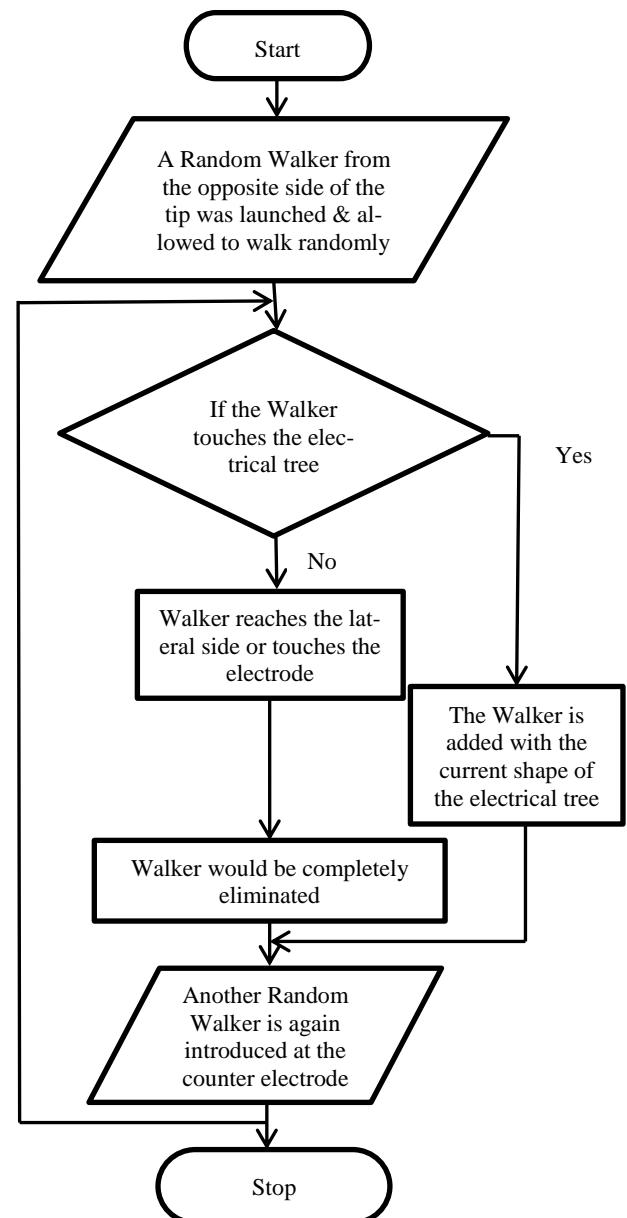 Start
A Random Walker from
the opposite side of the
tip was launched & al-
lowed to walk randomly
If the Walker
touches the elec-
trical tree
Yes
No
Walker reaches the lat-
eral side or touches the
electrode
The Walker is
added with the
current shape of
the electrical tree
Walker would be completely
eliminated
Another Random
Walker is again
introduced at the
counter electrode
Stop